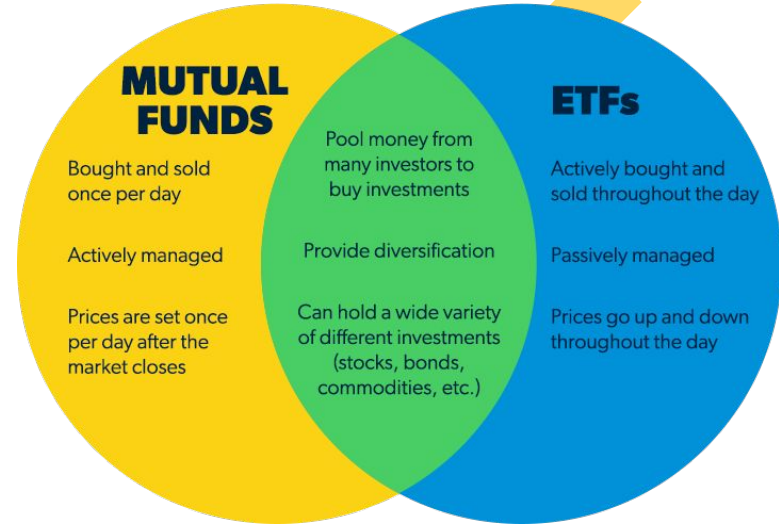 MUTUAL
FUNDS
Bought and sold
once per day
Actively managed
Prices are set once
per day after the
market closes
Pool money from
many investors to
buy investments
Provide diversification
Can hold a wide variety
of different investments
(stocks, bonds,
commodities, etc.)
ETFs
Actively bought and
sold throughout the day
Passively managed
Prices go up and down
throughout the day